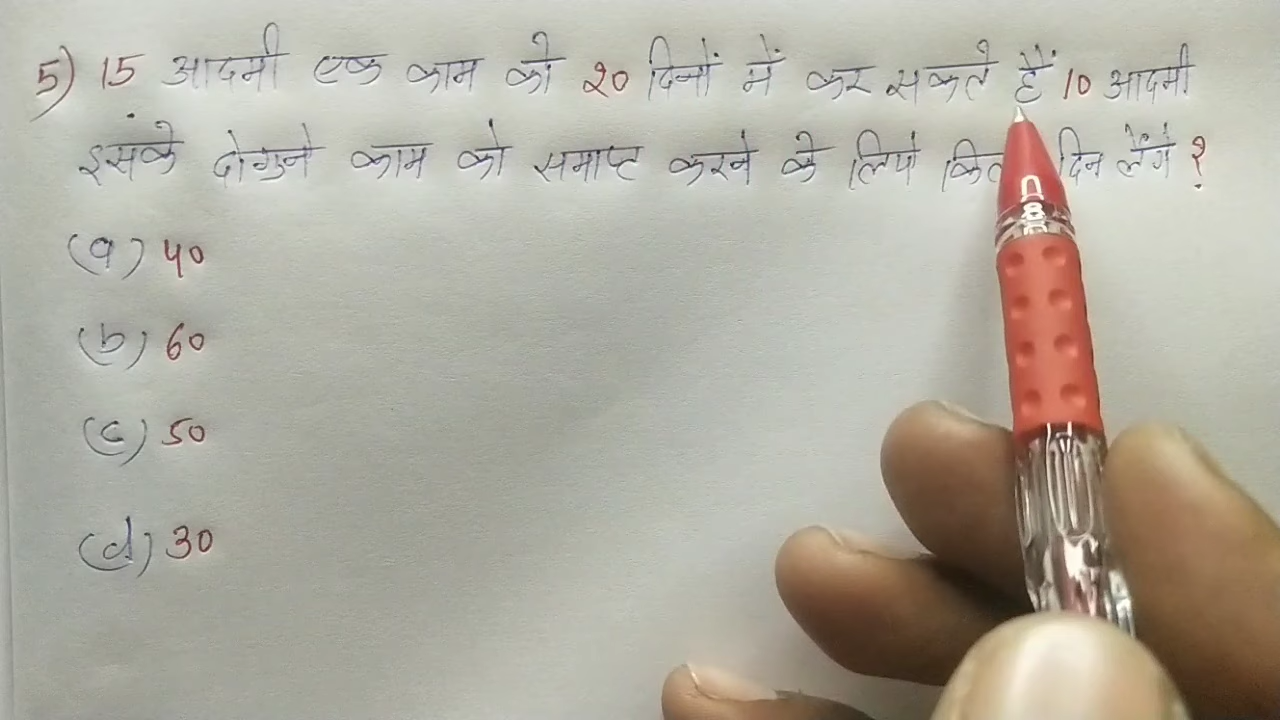 5) 15 आदमी एक काम को 20 दिनों में कर सकते हैं 10 आदमी
इसके दोगुने काम को समाप्त करने के लिये दिन लेंगे ?
(a) 40
(b) 60
(c) 50
(d) 30